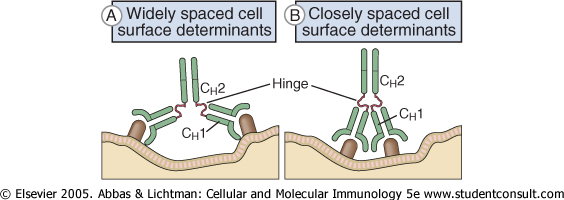 A Widely spaced cell
surface determinants
B Closely spaced cell
surface determinants
CH2
Hinge
CH1
CH2
CH1
© Elsevier 2005. Abbas & Lichtman: Cellular and Molecular Immunology 5e www.studentconsult.com